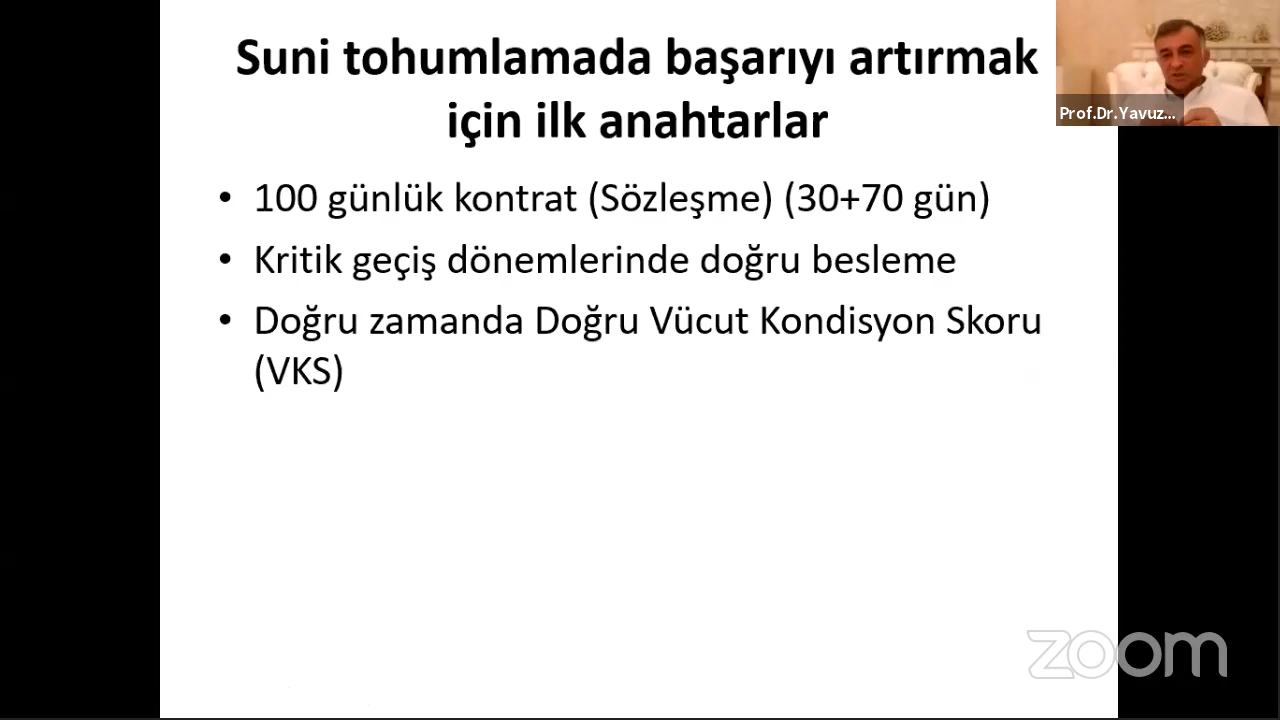 Suni tohumlamada başarıyı artırmak
için ilk anahtarlar
Prof.Dr.Yavuz...
• 100 günlük kontrat (Sözleşme) (30+70 gün)
• Kritik geçiş dönemlerinde doğru besleme
• Doğru zamanda Doğru Vücut Kondisyon Skoru
(VKS)
zoom